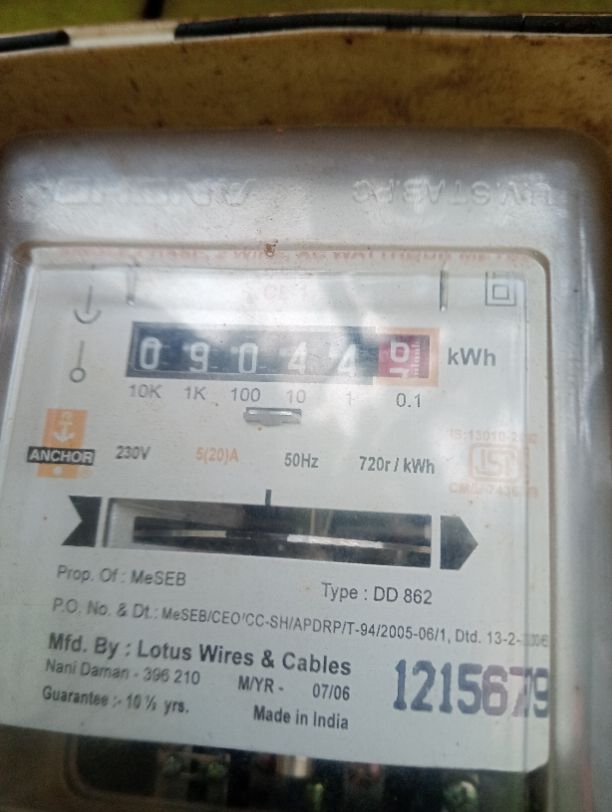 0 9 0 4 4 kWh
10K 1K 100 10 1 0.1
ANCHOR 230V 5(20)A 50Hz 720r / kWh
Prop. Of : MeSEB
Type : DD 862
P.O. No. & Dt.: MeSEB/CEO'CC-SH/APDRP/T-94/2005-06/1, Dtd. 13-2-
Mfd. By : Lotus Wires & Cables
Nani Daman - 396 210 M/YR - 07/06
Guarantee :- 10 ½ yrs. Made in India
1215679